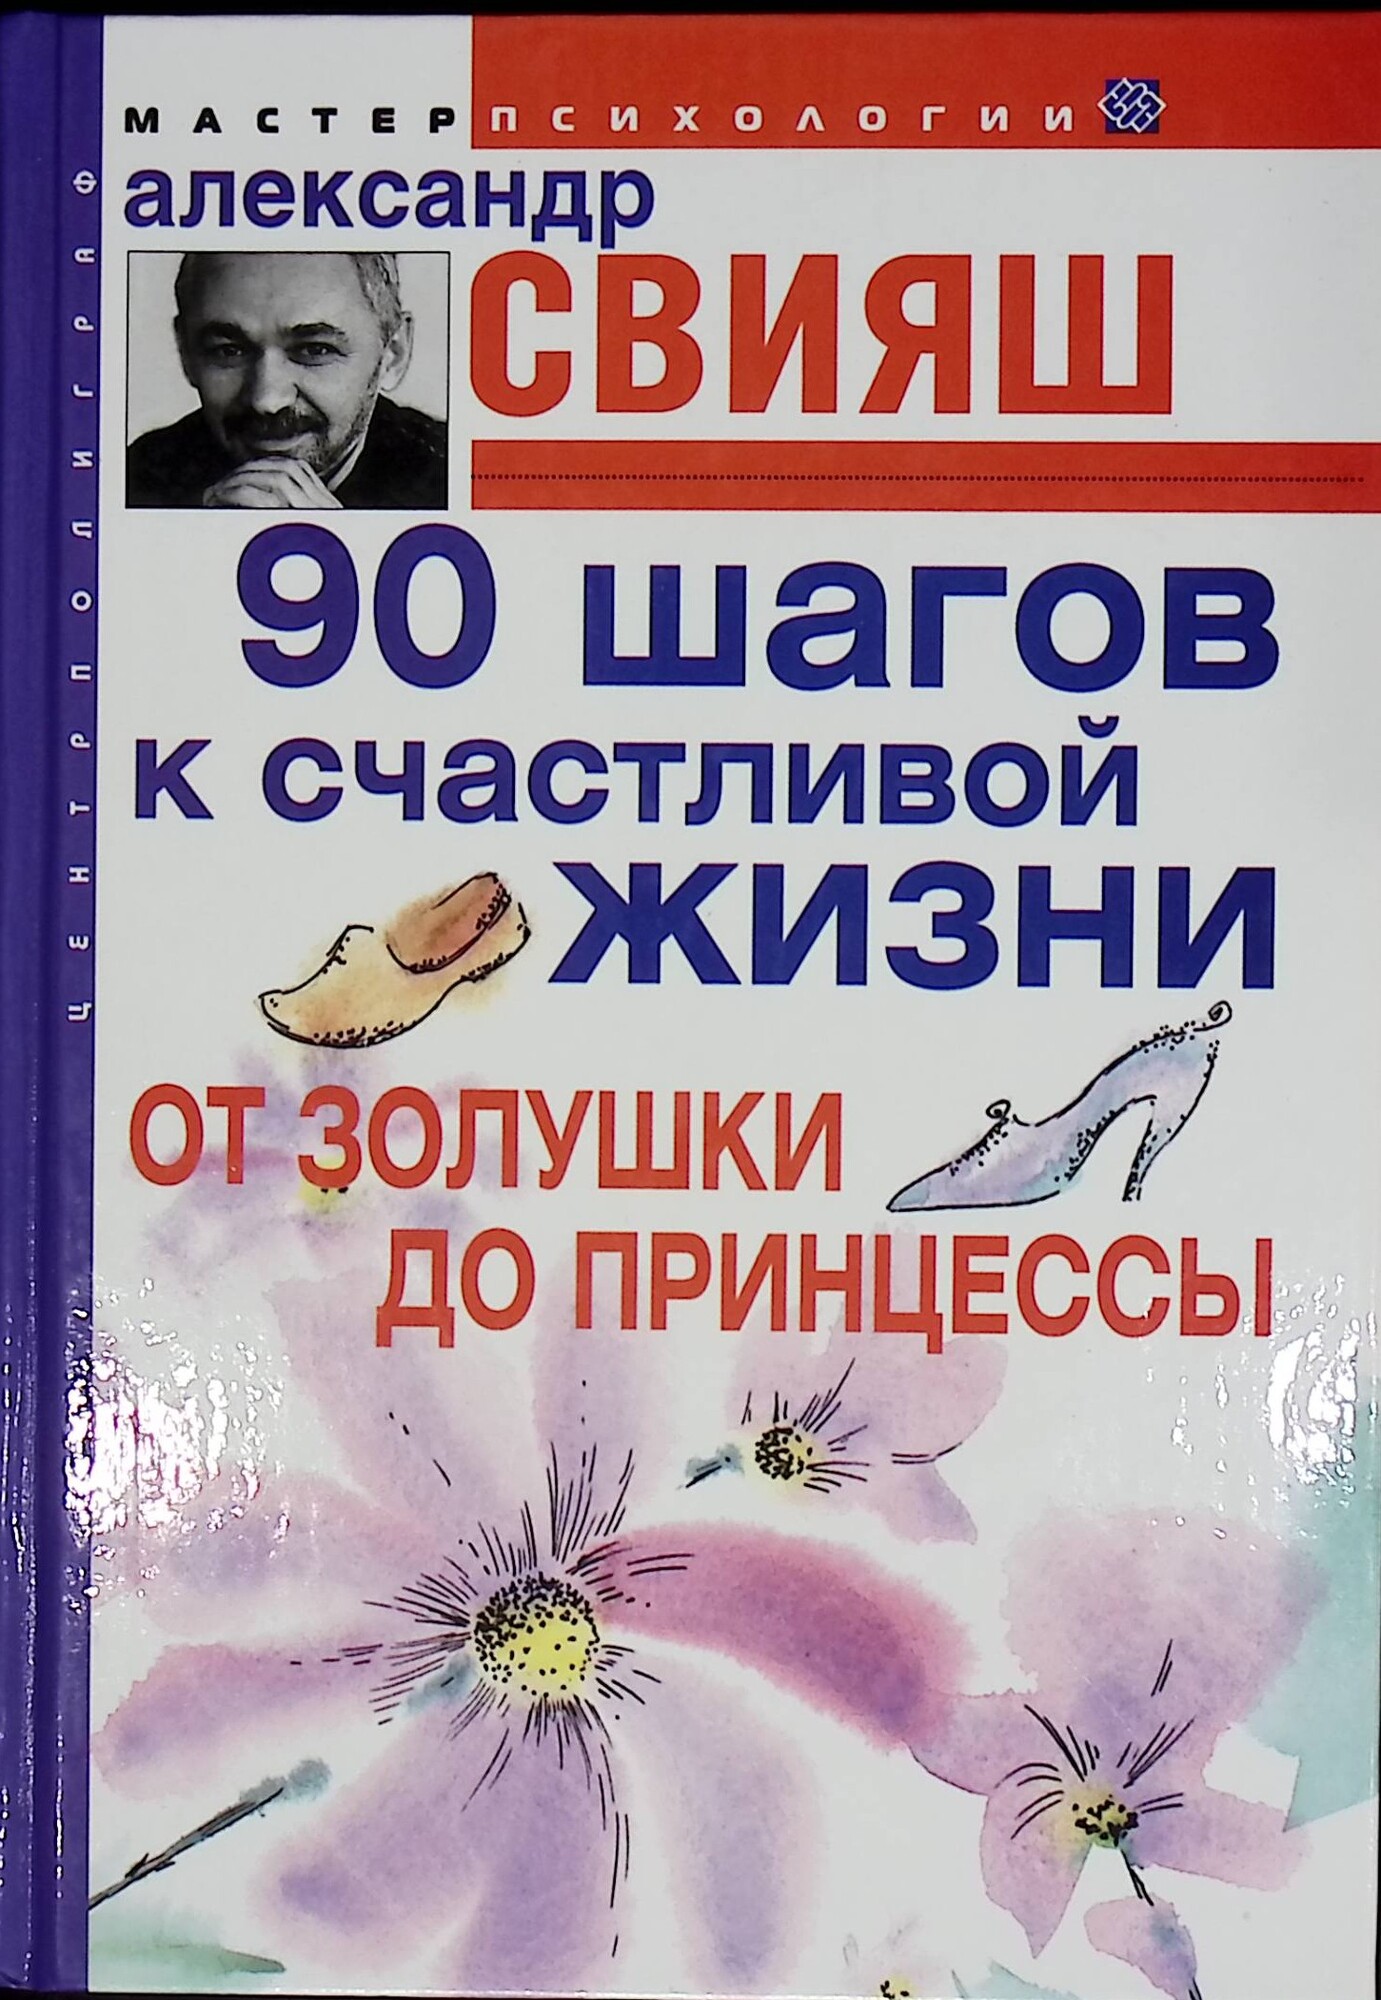 МАСТЕР ПСИХОЛОГИИ
александр
СВИЯШ
90 шагов
к счастливой
жизни
ОТ ЗОЛУШКИ
ДО ПРИНЦЕССЫ
ЦЕНТРПОЛИГРАФ